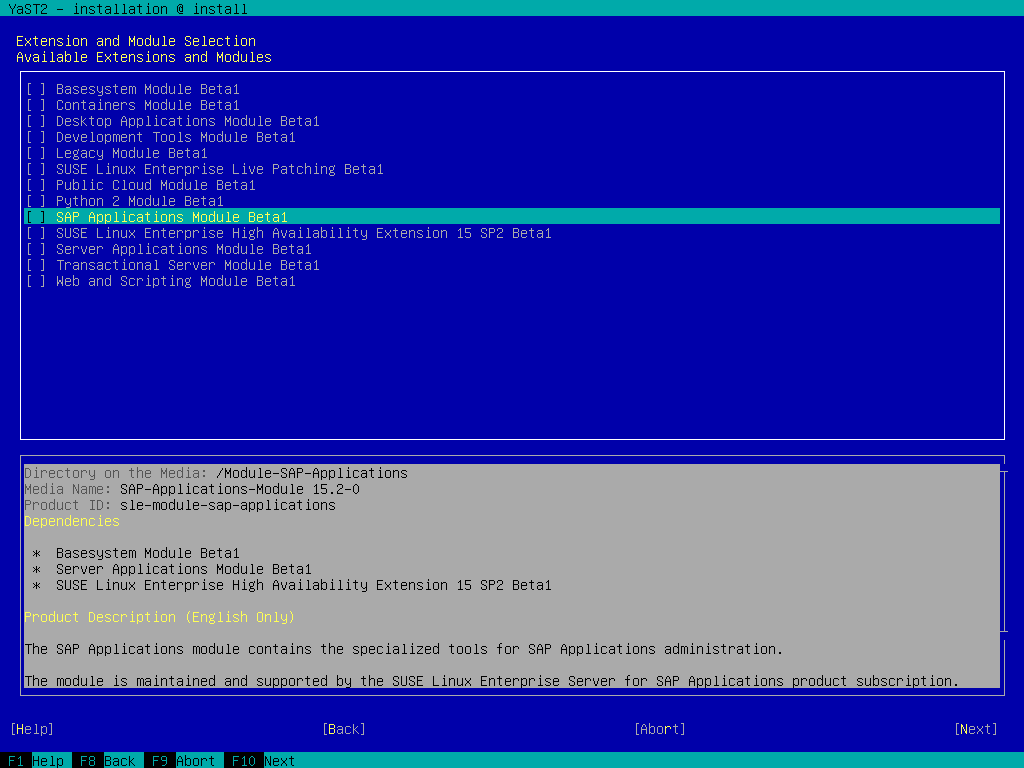 YaST2 - installation @ install
Extension and Module Selection
Available Extensions and Modules
[ ] Basesystem Module Beta1
[ ] Containers Module Beta1
[ ] Desktop Applications Module Beta1
[ ] Development Tools Module Beta1
[ ] Legacy Module Beta1
[ ] SUSE Linux Enterprise Live Patching Beta1
[ ] Public Cloud Module Beta1
[ ] Python 2 Module Beta1
[ ] SAP Applications Module Beta1
[ ] SUSE Linux Enterprise High Availability Extension 15 SP2 Beta1
[ ] Server Applications Module Beta1
[ ] Transactional Server Module Beta1
[ ] Web and Scripting Module Beta1
Directory on the Media: /Module-SAP-Applications
Media Name: SAP-Applications-Module 15.2-0
Product ID: sle-module-sap-applications
Dependencies
* Basesystem Module Beta1
* Server Applications Module Beta1
* SUSE Linux Enterprise High Availability Extension 15 SP2 Beta1
Product Description (English Only)
The SAP Applications module contains the specialized tools for SAP Applications administration.
The module is maintained and supported by the SUSE Linux Enterprise Server for SAP Applications product subscription.
[Help] [Back] [Abort] [Next]
F1 Help F8 Back F9 Abort F10 Next